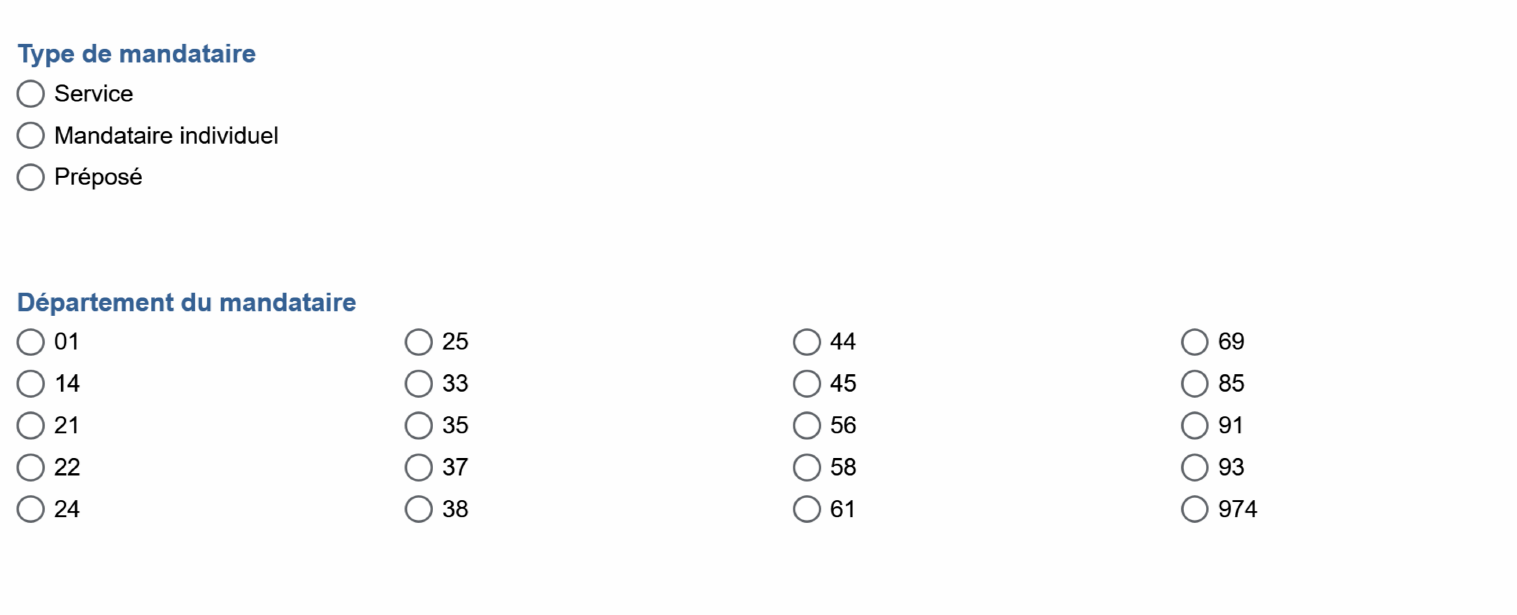 Type de mandataire
Service
Mandataire individuel
Préposé
Département du mandataire
01 25 44 69
14 33 45 85
21 35 56 91
22 37 58 93
24 38 61 974